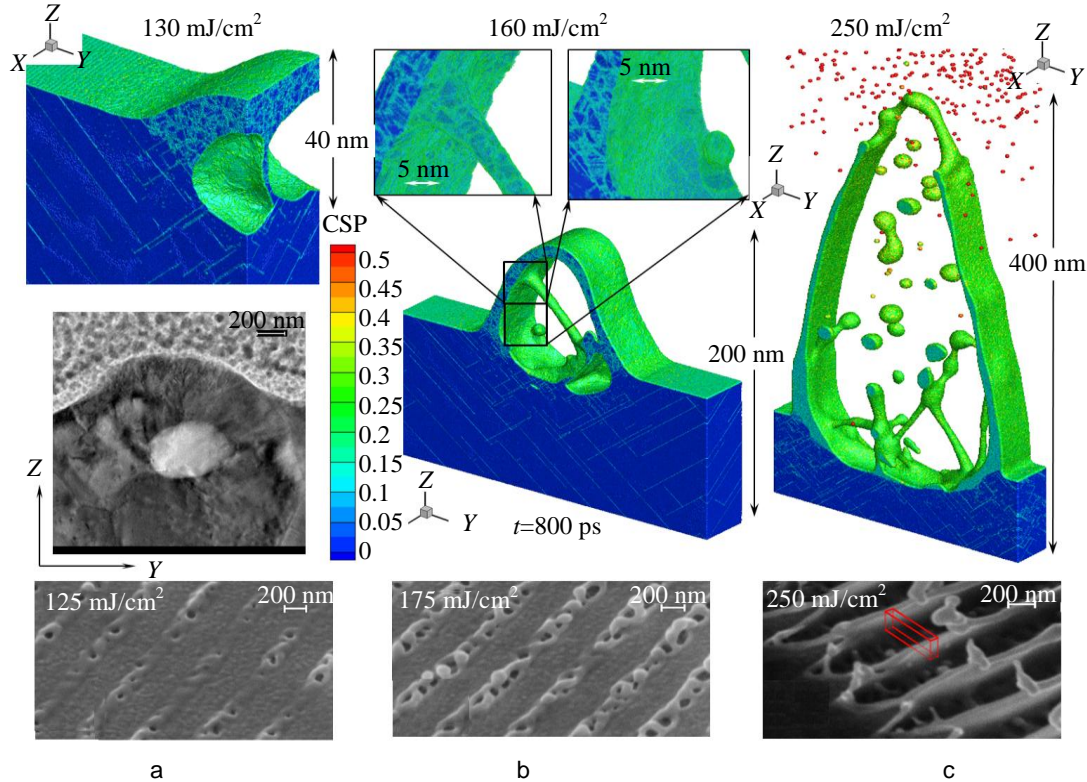 130 mJ/cm²
Z
X
Y
40 nm
160 mJ/cm²
5 nm
5 nm
250 mJ/cm²
Z
X
Y
400 nm
Z
X
Y
200 nm
CSP
0.5
0.45
0.4
0.35
0.3
0.25
0.2
0.15
0.1
0.05
0
200 nm
Z
Y
Z
Y
t=800 ps
125 mJ/cm²
200 nm
175 mJ/cm²
200 nm
250 mJ/cm²
200 nm
a
b
c